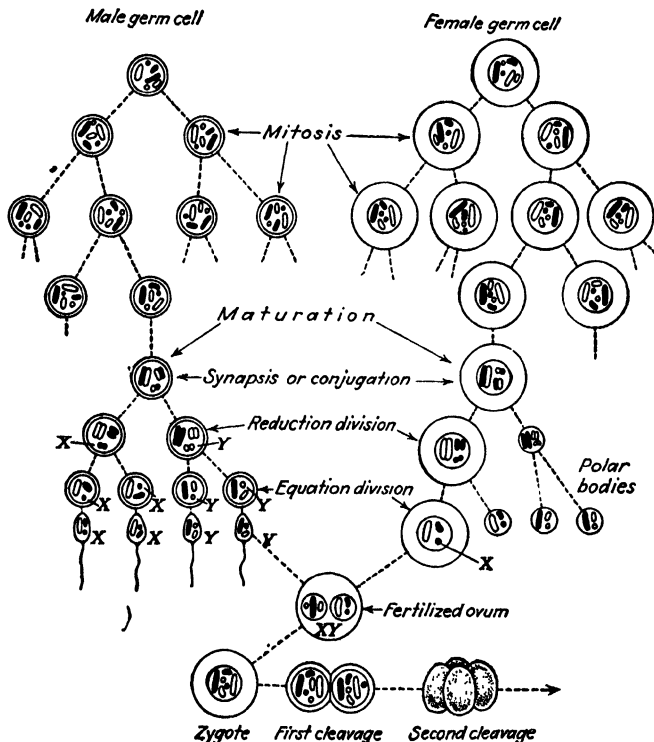 Male germ cell
Female germ cell
Mitosis
Maturation
Synapsis or conjugation
Reduction division
X
Y
Polar
bodies
Equation division
X
X
Y
Y
X
X
Y
Y
X
XY
Fertilized ovum
Zygote
First cleavage
Second cleavage